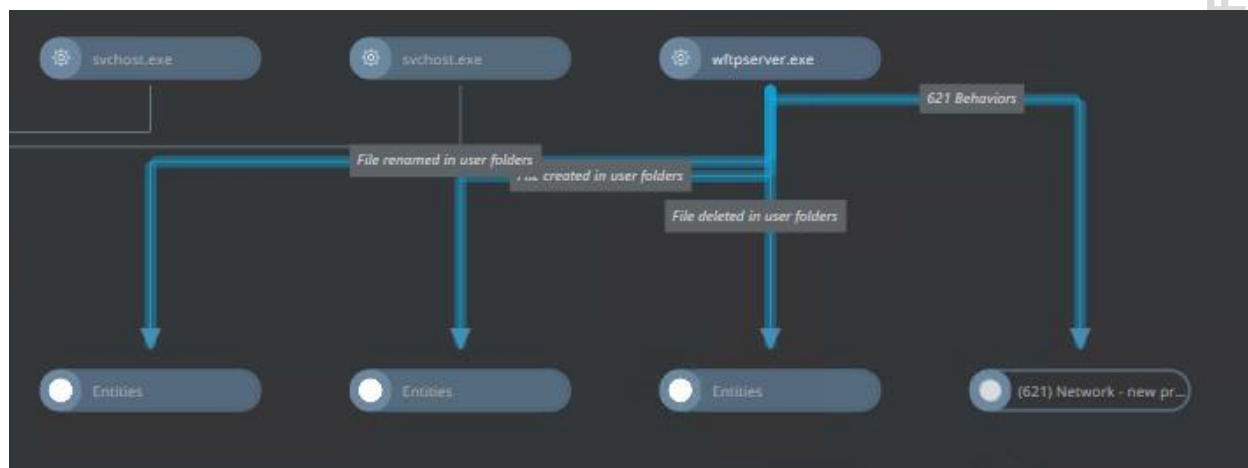 svchost.exe
svchost.exe
wftpserver.exe
621 Behaviors
File renamed in user folders
created in user folders
File deleted in user folders
Entities
Entities
Entities
(621) Network - new pr...